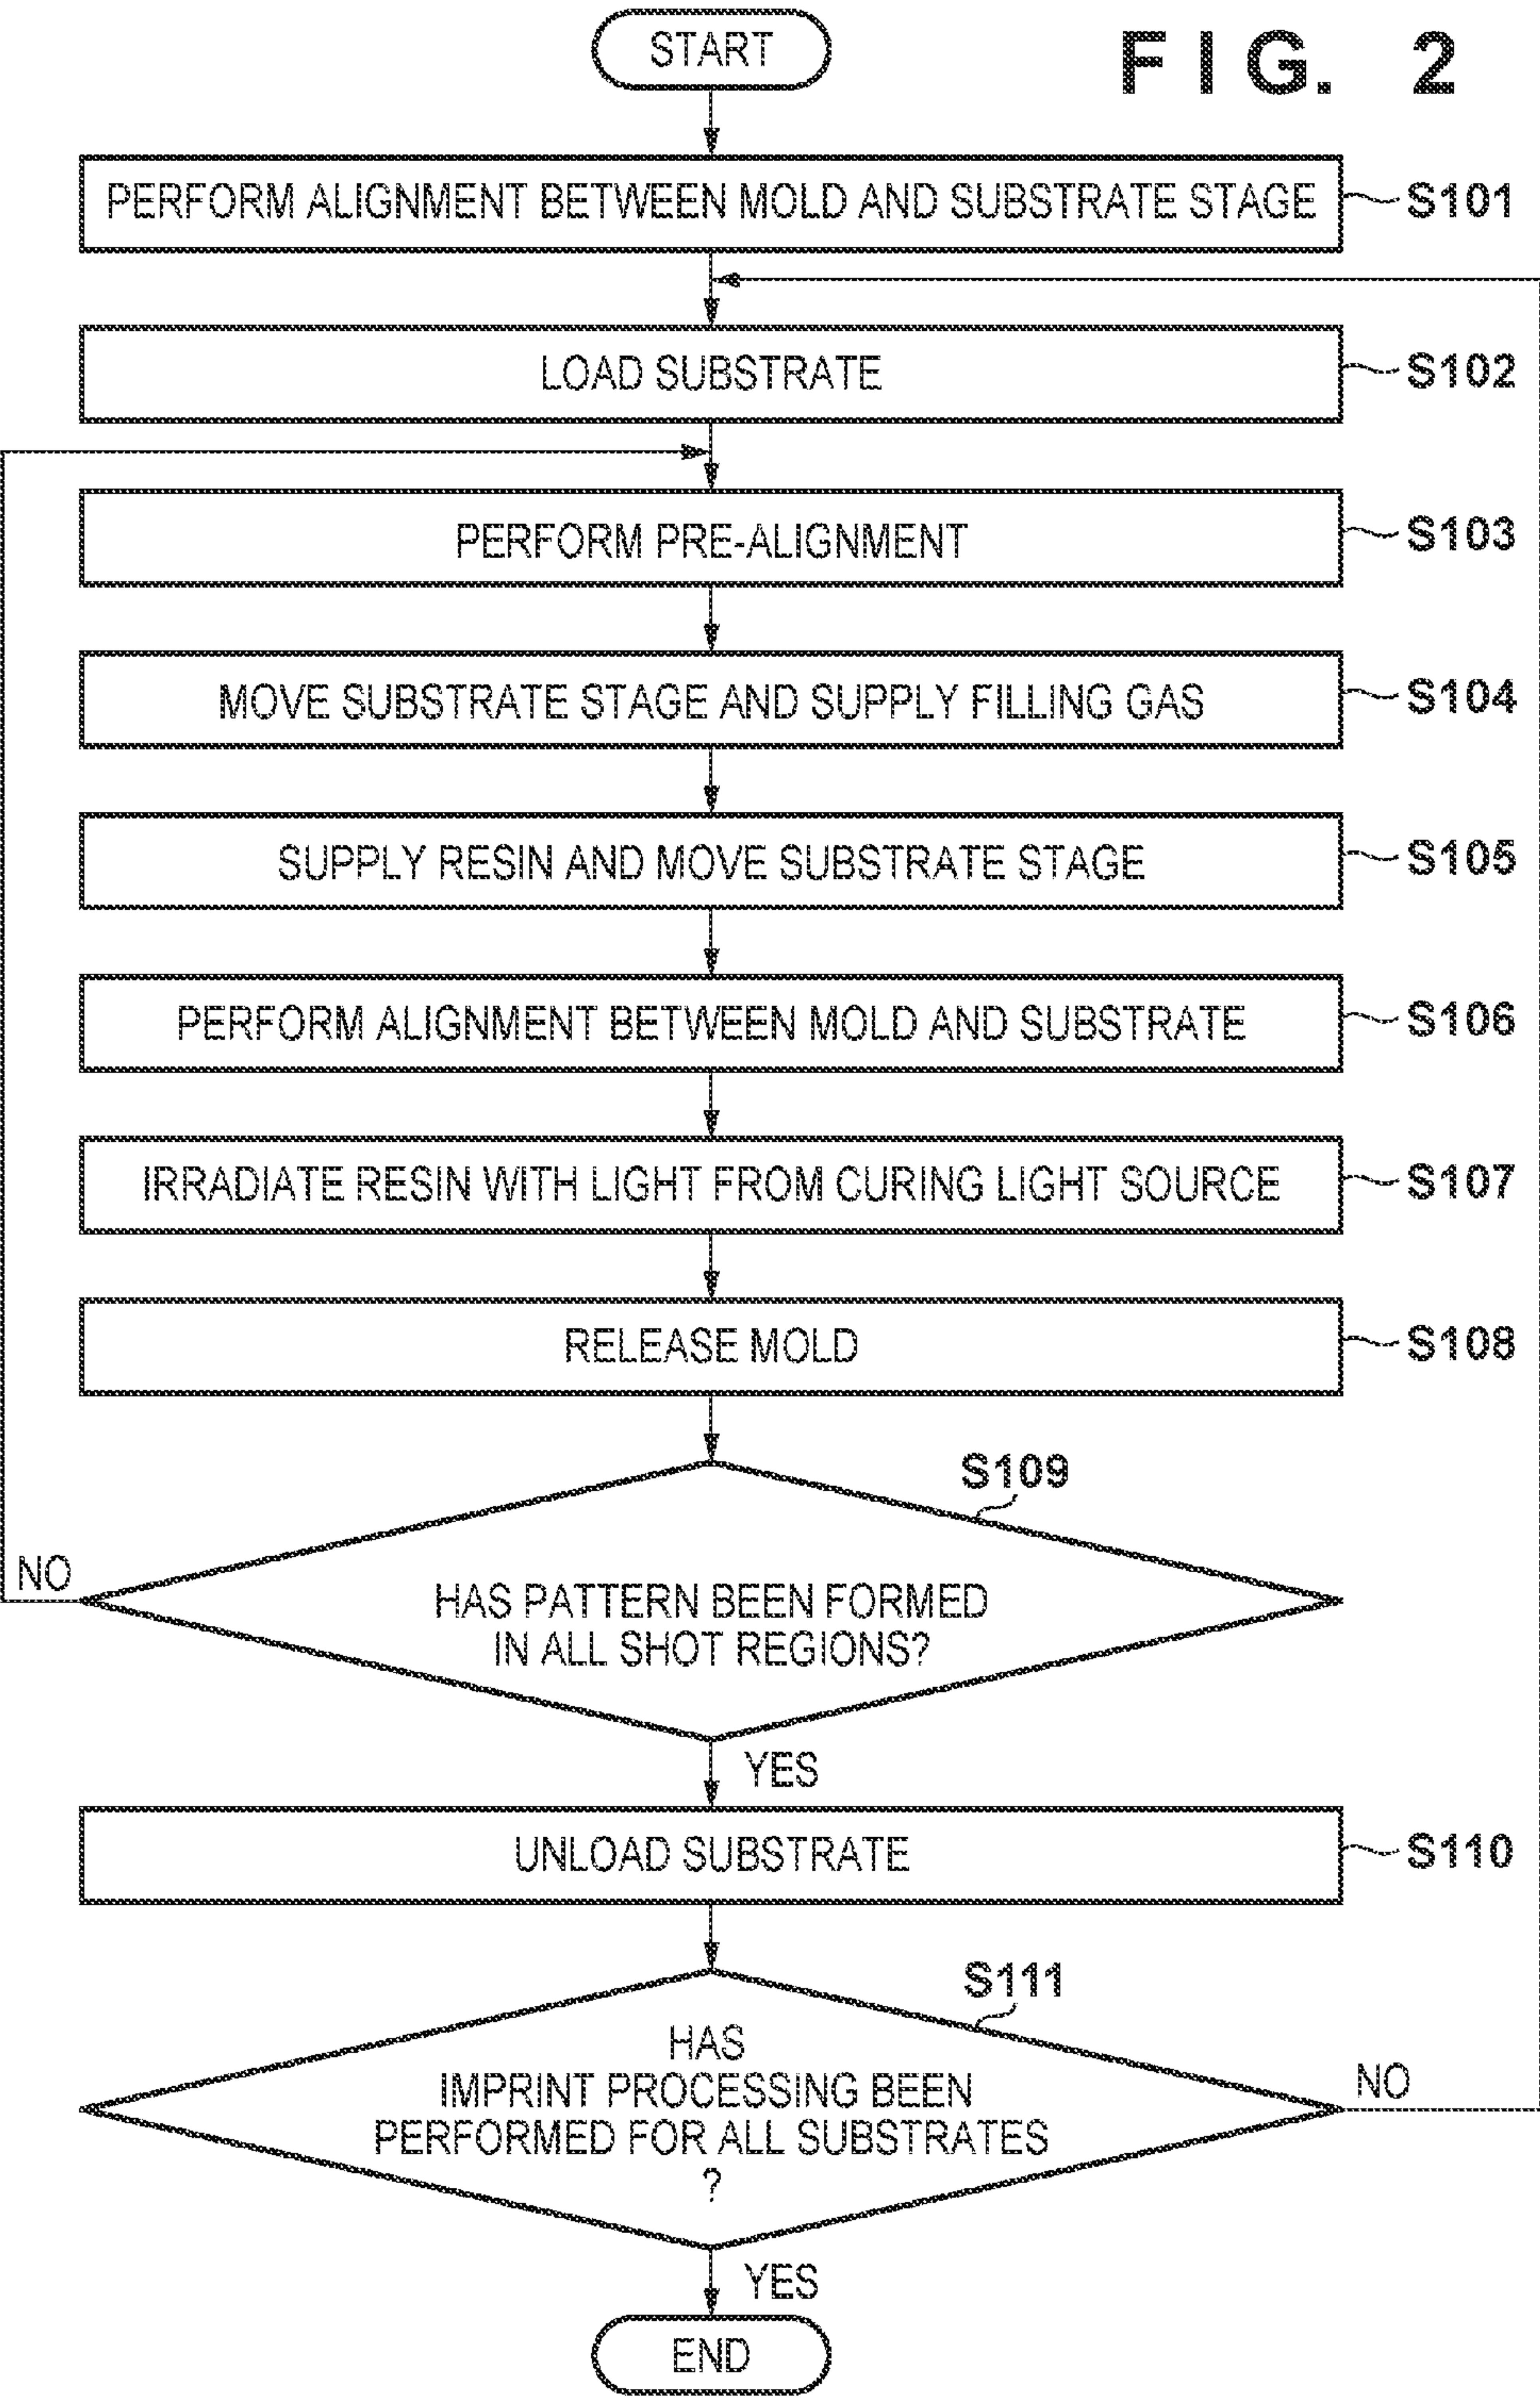 START
FIG. 2
PERFORM ALIGNMENT BETWEEN MOLD AND SUBSTRATE STAGE
S101
LOAD SUBSTRATE
S102
PERFORM PRE-ALIGNMENT
S103
MOVE SUBSTRATE STAGE AND SUPPLY FILLING GAS
S104
SUPPLY RESIN AND MOVE SUBSTRATE STAGE
S105
PERFORM ALIGNMENT BETWEEN MOLD AND SUBSTRATE
S106
IRRADIATE RESIN WITH LIGHT FROM CURING LIGHT SOURCE
S107
RELEASE MOLD
S108
S109
NO
HAS PATTERN BEEN FORMED
IN ALL SHOT REGIONS?
YES
UNLOAD SUBSTRATE
S110
S111
HAS
IMPRINT PROCESSING BEEN
PERFORMED FOR ALL SUBSTRATES
?
NO
YES
END